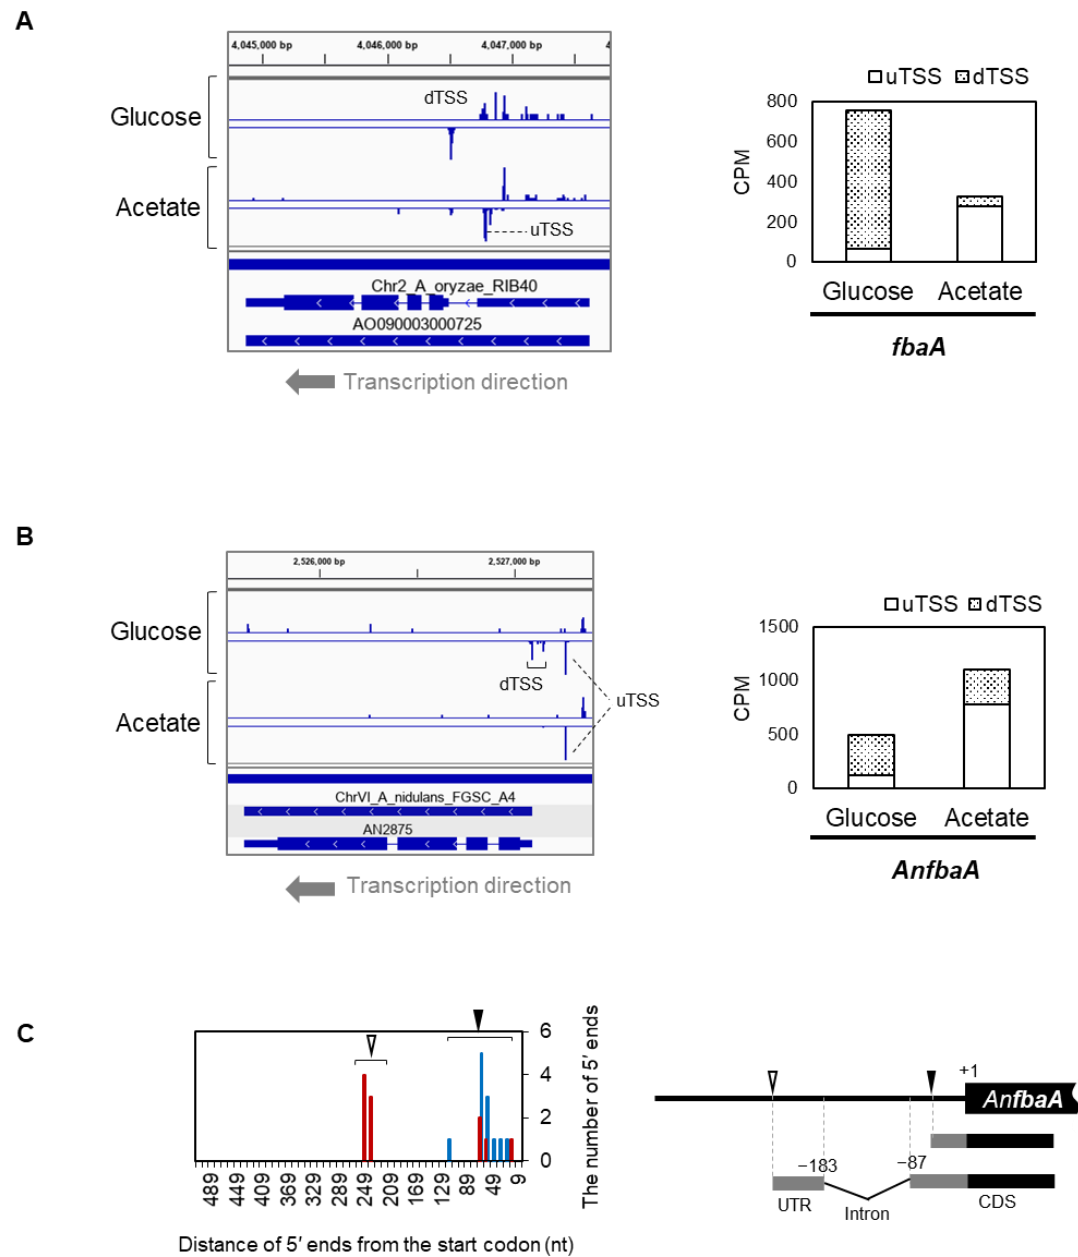 A
4,045,000 bp 4,046,000 bp 4,047,000 bp 4
dTSS
Glucose
Acetate
uTSS
Chr2_A_oryzae_RIB40
AO090003000725
Transcription direction
uTSS dTSS
800
600
400
200
0
CPM
Glucose Acetate
fbaA
B
2,526,000 bp 2,527,000 bp
Glucose
dTSS
uTSS
Acetate
ChrVI_A_nidulans_FGSC_A4
AN2875
Transcription direction
uTSS dTSS
1500
1000
500
0
CPM
Glucose Acetate
AnfbaA
C
6
4
2
0
The number of 5′ ends
489 449 409 369 329 289 249 209 169 129 89 49 9
Distance of 5′ ends from the start codon (nt)
+1
AnfbaA
−183 −87
UTR Intron CDS